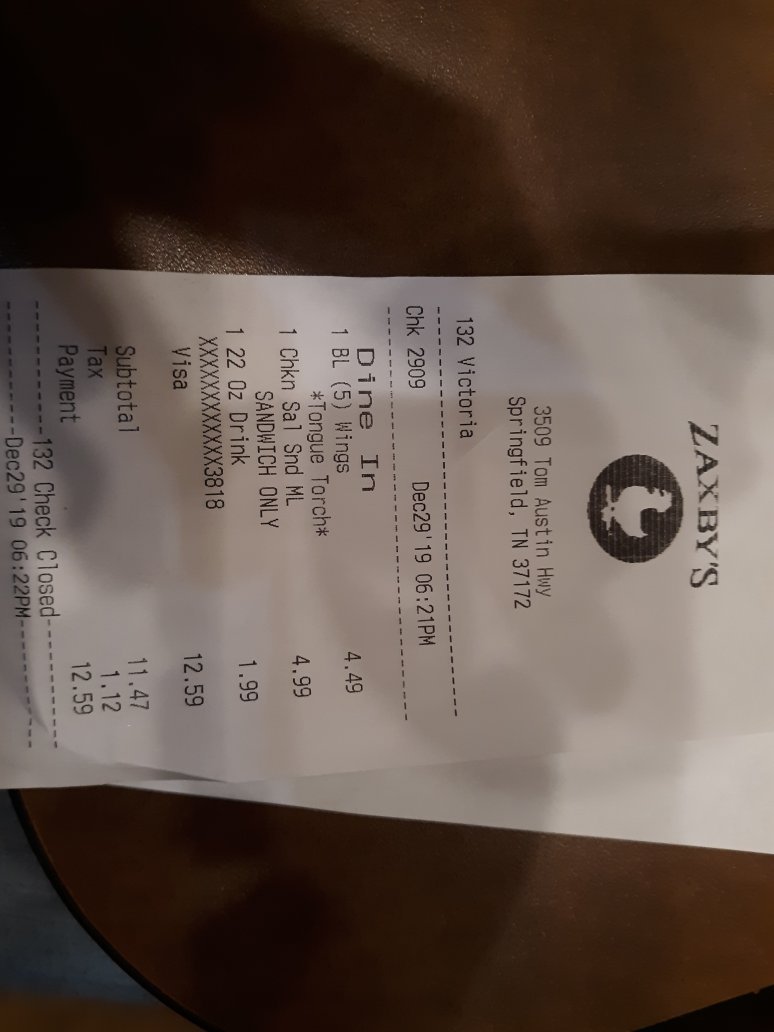 ZAXBY'S
3509 Tom Austin Hwy
Springfield, TN 37172
132 Victoria
-----------------------------------------
Chk 2909 Dec29'19 06:21PM
-----------------------------------------
Dine In
1 BL (5) Wings 4.49
*Tongue Torch*
1 Chkn Sal Snd ML 4.99
SANDWICH ONLY
1 22 Oz Drink 1.99
XXXXXXXXXXXX3818
Visa 12.59
Subtotal 11.47
Tax 1.12
Payment 12.59
------------132 Check Closed------------
------------Dec29'19 06:22PM------------